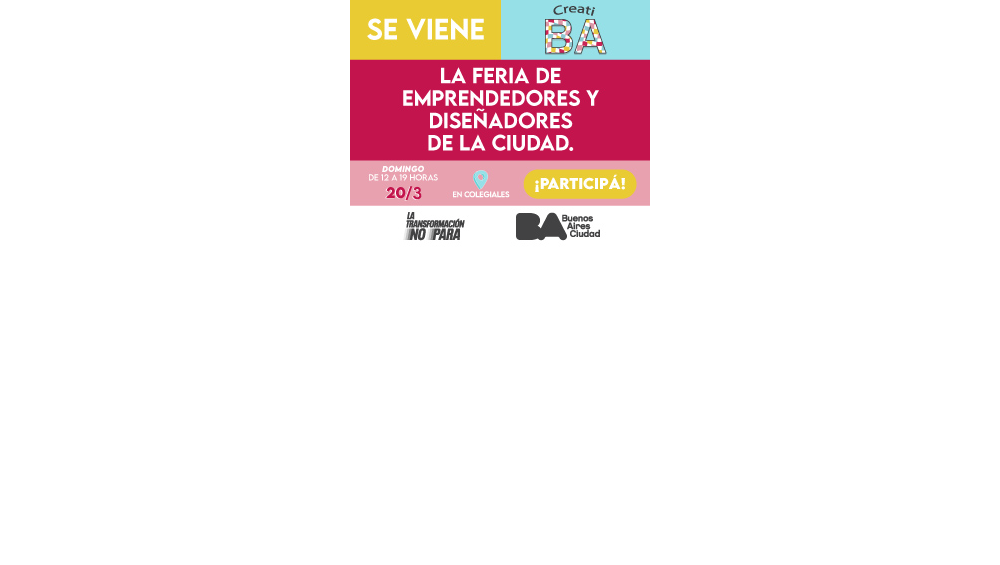 SE VIENE
Creati
BA
LA FERIA DE
EMPRENDEDORES Y
DISEÑADORES
DE LA CIUDAD.
DOMINGO
DE 12 A 19 HORAS
20/3
EN COLEGIALES
¡PARTICIPÁ!
LA
TRANSFORMACIÓN
NO PARA
BA
Buenos
Aires
Ciudad